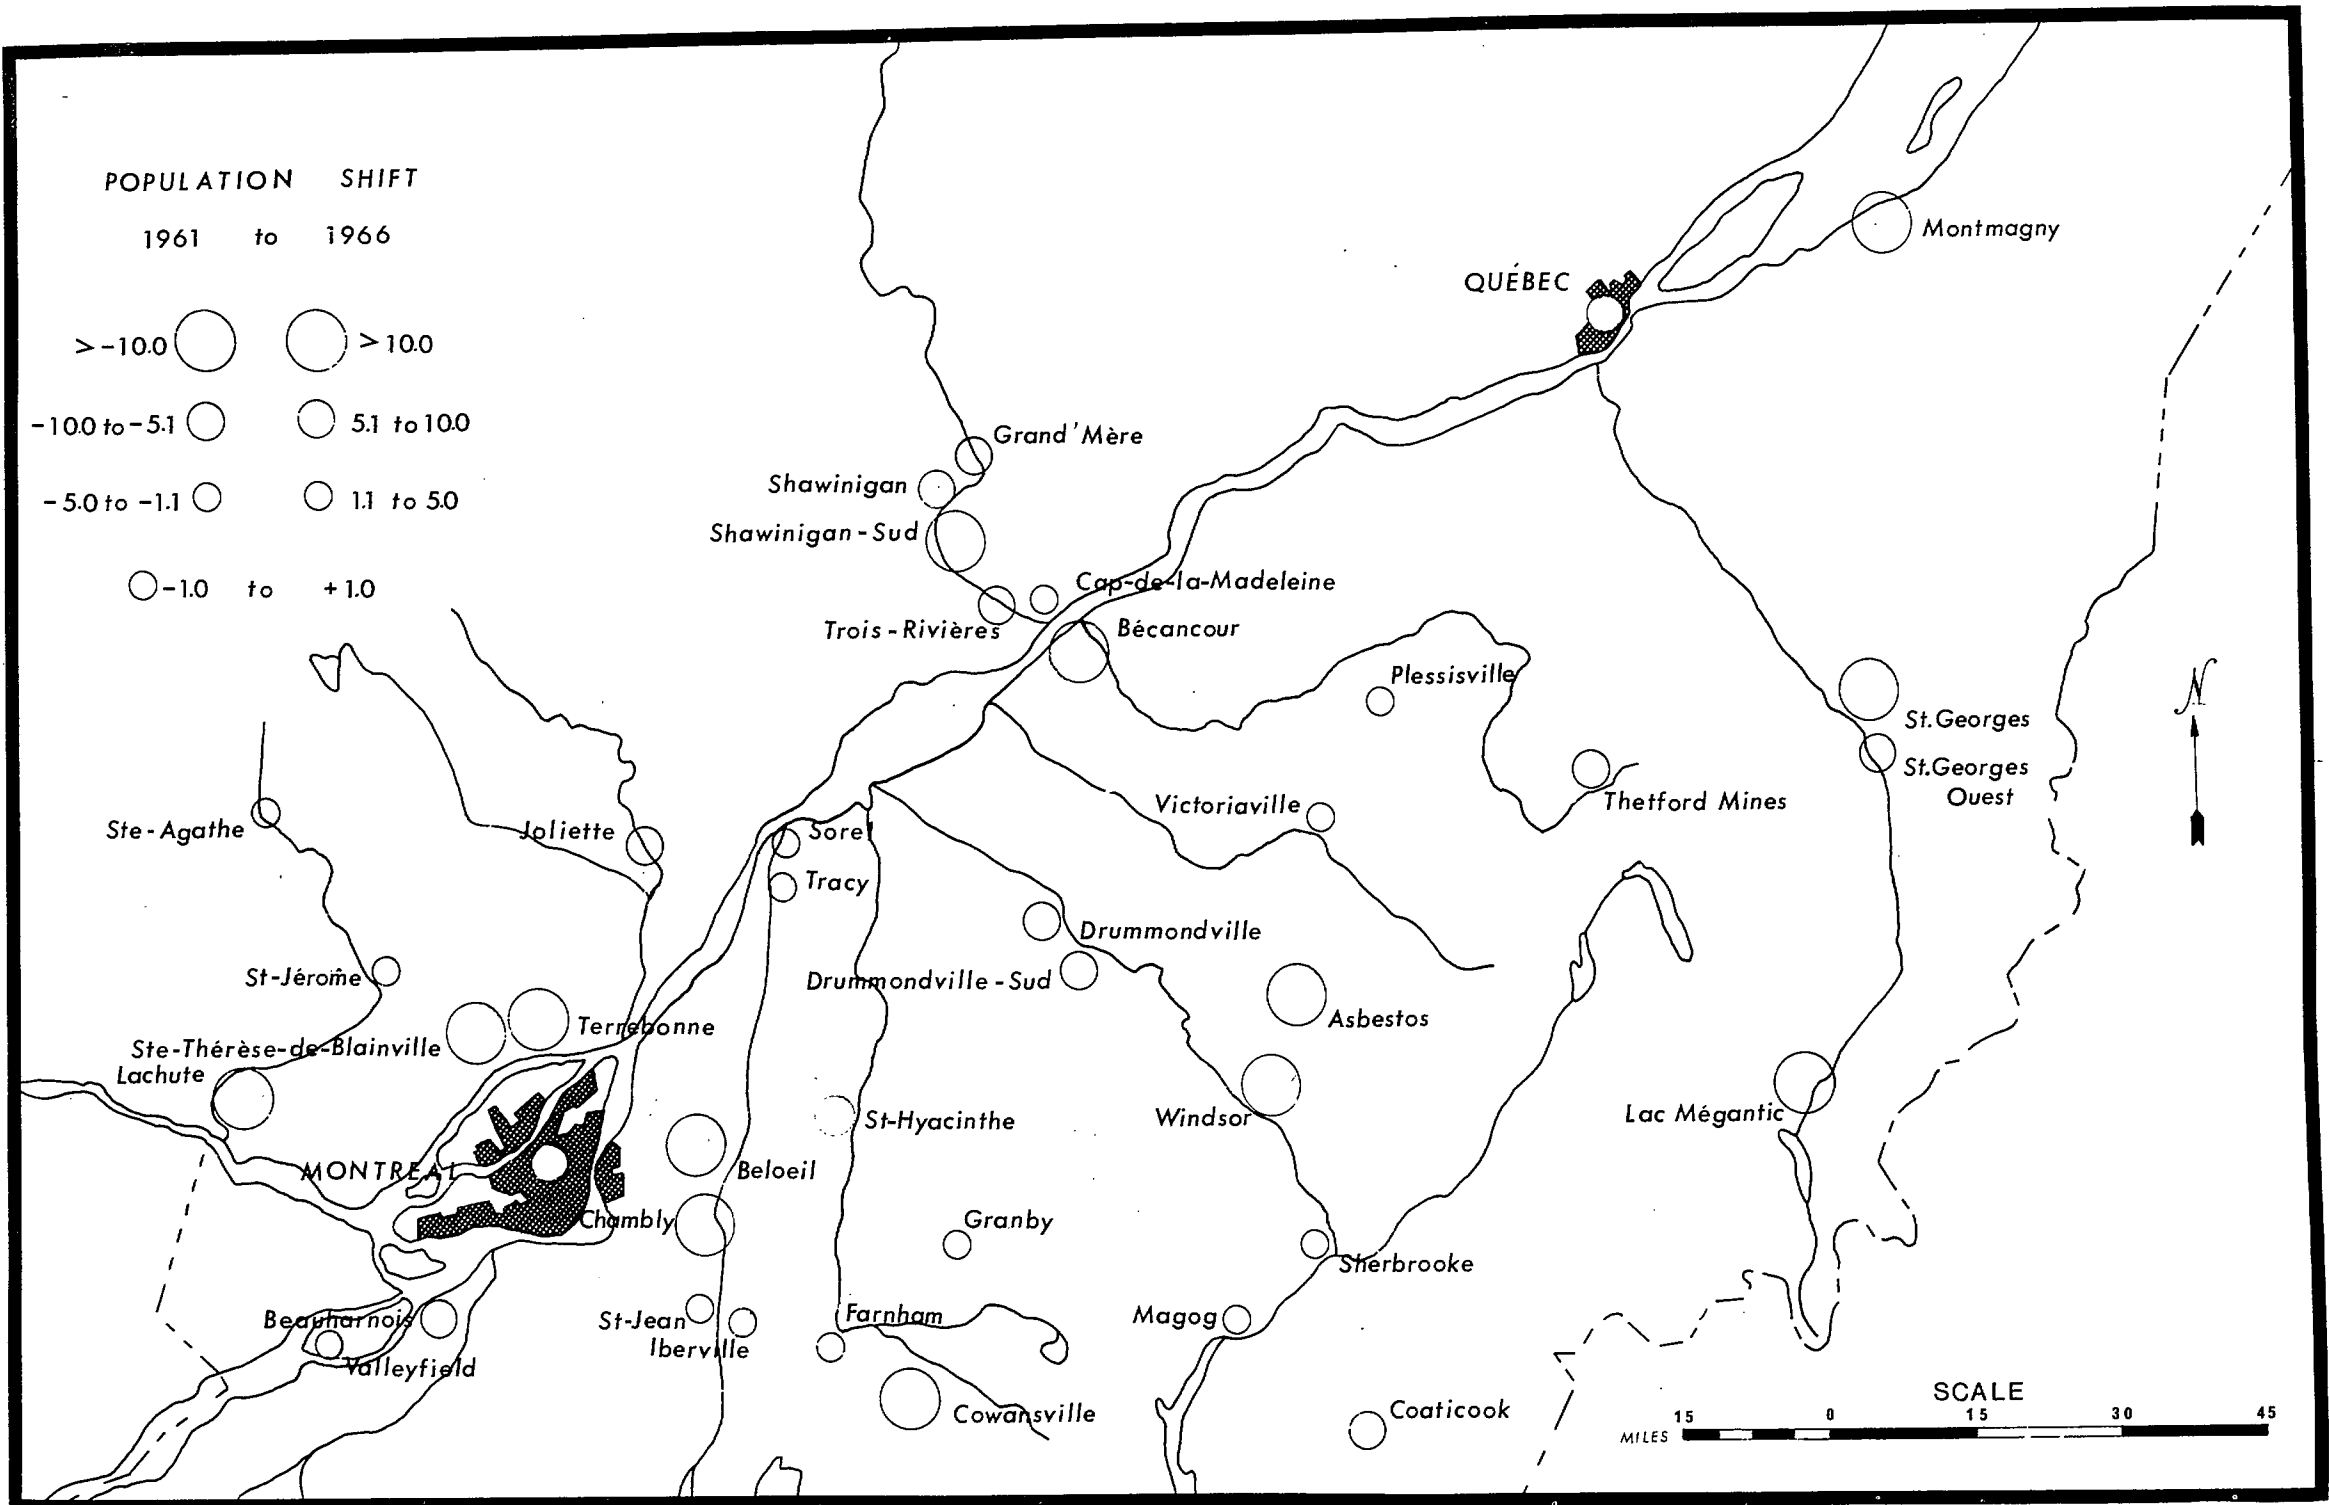 POPULATION SHIFT
1961 to 1966
>-10.0 >10.0
-10.0 to -5.1 5.1 to 10.0
-5.0 to -1.1 1.1 to 5.0
-1.0 to +1.0
Montmagny
QUÉBEC
Grand'Mère
Shawinigan
Shawinigan-Sud
Cap-de-la-Madeleine
Trois-Rivières
Bécancour
Plessisville
N
St.Georges
St.Georges
Ouest
Thetford Mines
Victoriaville
Ste-Agathe
Joliette
Sorel
Tracy
Drummondville
Drummondville-Sud
St-Jérome
Asbestos
Terrebonne
Ste-Thérèse-de-Blainville
Lachute
Windsor
Lac Mégantic
St-Hyacinthe
MONTREAL
Beloeil
Chambly
Granby
Sherbrooke
Beauharnois
St-Jean
Iberville
Farnham
Magog
Valleyfield
Cowansville
Coaticook
SCALE
15 0 15 30 45
MILES